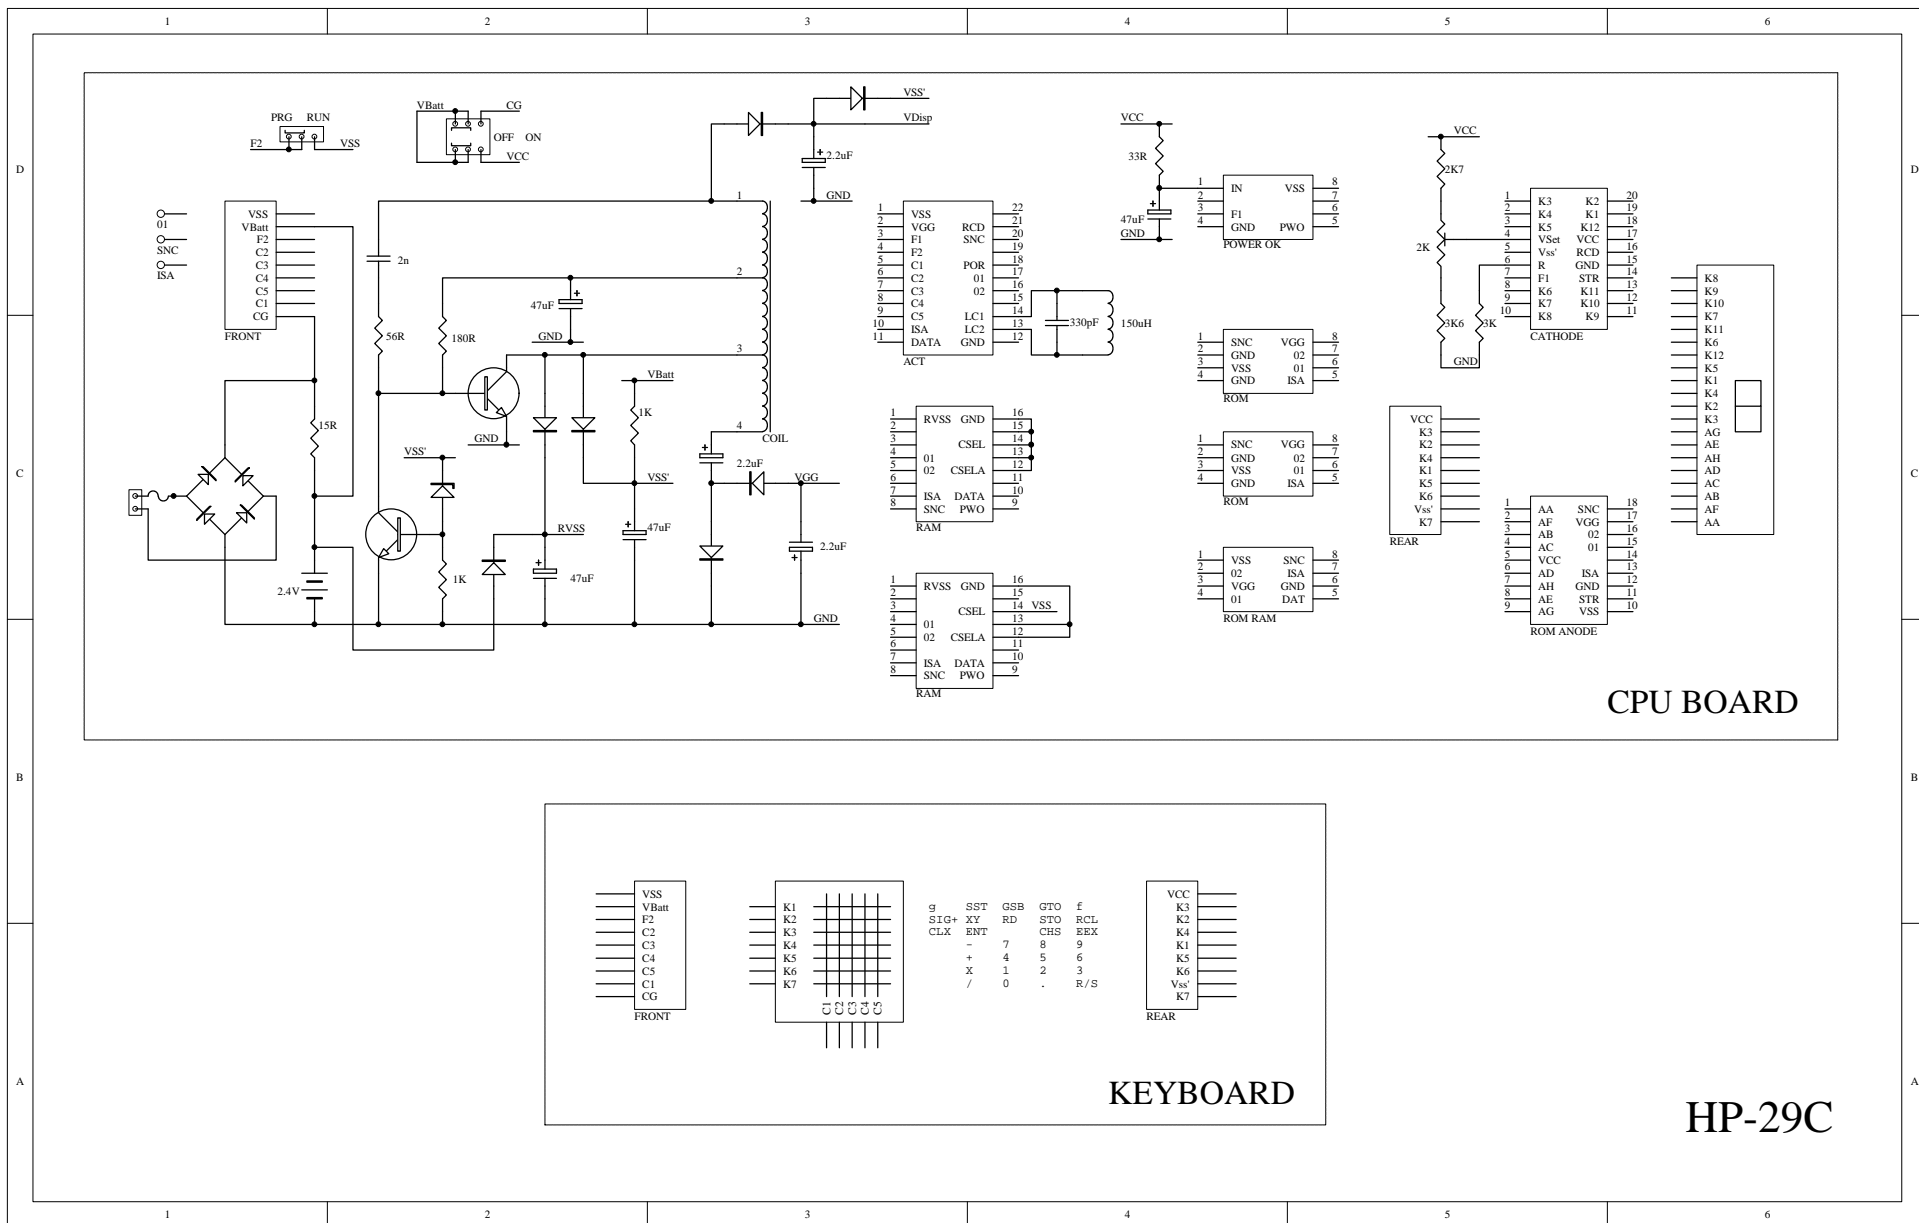 1 2 3 4 5 6
D
C
B
A
D
C
B
A
PRG RUN
F2 VSS
VBatt CG
OFF ON
VCC
VSS'
VDisp
2.2uF
GND
01
SNC
ISA
VSS
VBatt
F2
C2
C3
C4
C5
C1
CG
FRONT
15R
2.4V
2n
56R
180R
47uF
GND
GND
VSS'
1K
RVSS
47uF
VBatt
1K
VSS'
47uF
1
2
3
4
COIL
2.2uF
VGG
2.2uF
GND
1 VSS 22
2 VGG RCD 21
3 F1 SNC 20
4 F2 19
5 C1 POR 18
6 C2 01 17
7 C3 02 16
8 C4 15
9 C5 LC1 14
10 ISA LC2 13
11 DATA GND 12
ACT
330pF
150uH
1 RVSS GND 16
2 15
3 CSEL 14
4 01 13
5 02 CSELA 12
6 11
7 ISA DATA 10
8 SNC PWO 9
RAM
1 RVSS GND 16
2 15
3 CSEL 14 VSS
4 01 13
5 02 CSELA 12
6 11
7 ISA DATA 10
8 SNC PWO 9
RAM
VCC
33R
47uF
GND
1 IN VSS 8
2 7
3 F1 6
4 GND PWO 5
POWER OK
1 SNC VGG 8
2 GND 02 7
3 VSS 01 6
4 GND ISA 5
ROM
1 SNC VGG 8
2 GND 02 7
3 VSS 01 6
4 GND ISA 5
ROM
1 VSS SNC 8
2 02 ISA 7
3 VGG GND 6
4 01 DAT 5
ROM RAM
VCC
2K7
2K
3K6
3K
GND
1 K3 K2 20
2 K4 K1 19
3 K5 K12 18
4 VSet VCC 17
5 Vss' RCD 16
6 R GND 15
7 F1 STR 14
8 K6 K11 13
9 K7 K10 12
10 K8 K9 11
CATHODE
VCC
K3
K2
K4
K1
K5
K6
Vss'
K7
REAR
1 AA SNC 18
2 AF VGG 17
3 AB 02 16
4 AC 01 15
5 VCC 14
6 AD ISA 13
7 AH GND 12
8 AE STR 11
9 AG VSS 10
ROM ANODE
K8
K9
K10
K7
K11
K6
K12
K5
K1
K4
K2
K3
AG
AE
AH
AD
AC
AB
AF
AA
CPU BOARD
VSS
VBatt
F2
C2
C3
C4
C5
C1
CG
FRONT
K1
K2
K3
K4
K5
K6
K7
C1
C2
C3
C4
C5
g SST GSB GTO f
SIG+ XY RD STO RCL
CLX ENT CHS EEX
- 7 8 9
+ 4 5 6
X 1 2 3
/ 0 . R/S
VCC
K3
K2
K4
K1
K5
K6
Vss'
K7
REAR
KEYBOARD
HP-29C
1 2 3 4 5 6